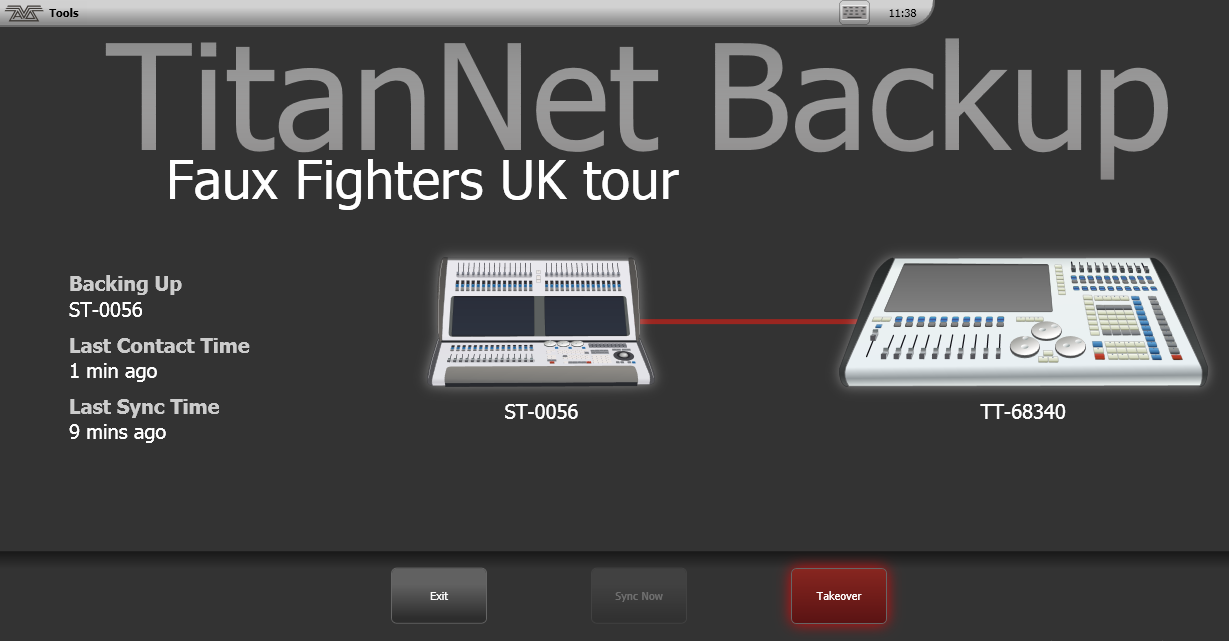 Tools
11:38
TitanNet Backup
Faux Fighters UK tour
Backing Up
ST-0056
Last Contact Time
1 min ago
Last Sync Time
9 mins ago
ST-0056
TT-68340
Exit
Sync Now
Takeover